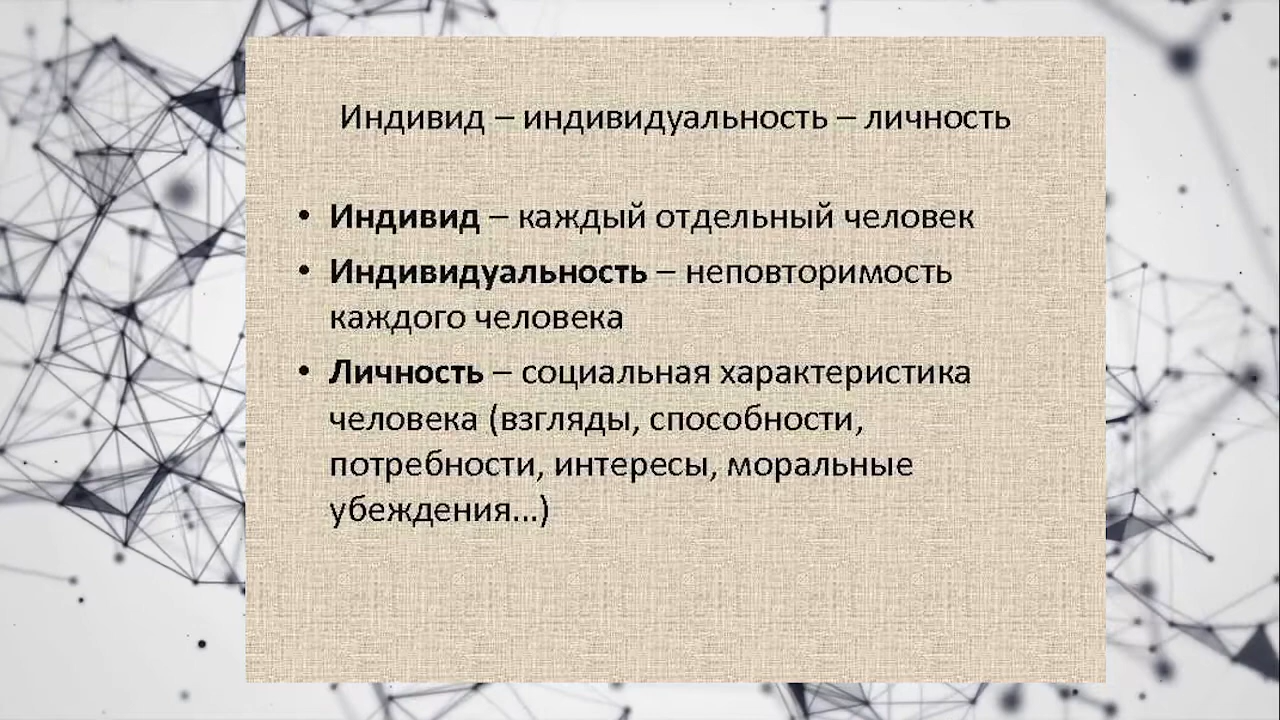 Индивид – индивидуальность – личность
• Индивид – каждый отдельный человек
• Индивидуальность – неповторимость
каждого человека
• Личность – социальная характеристика
человека (взгляды, способности,
потребности, интересы, моральные
убеждения...)